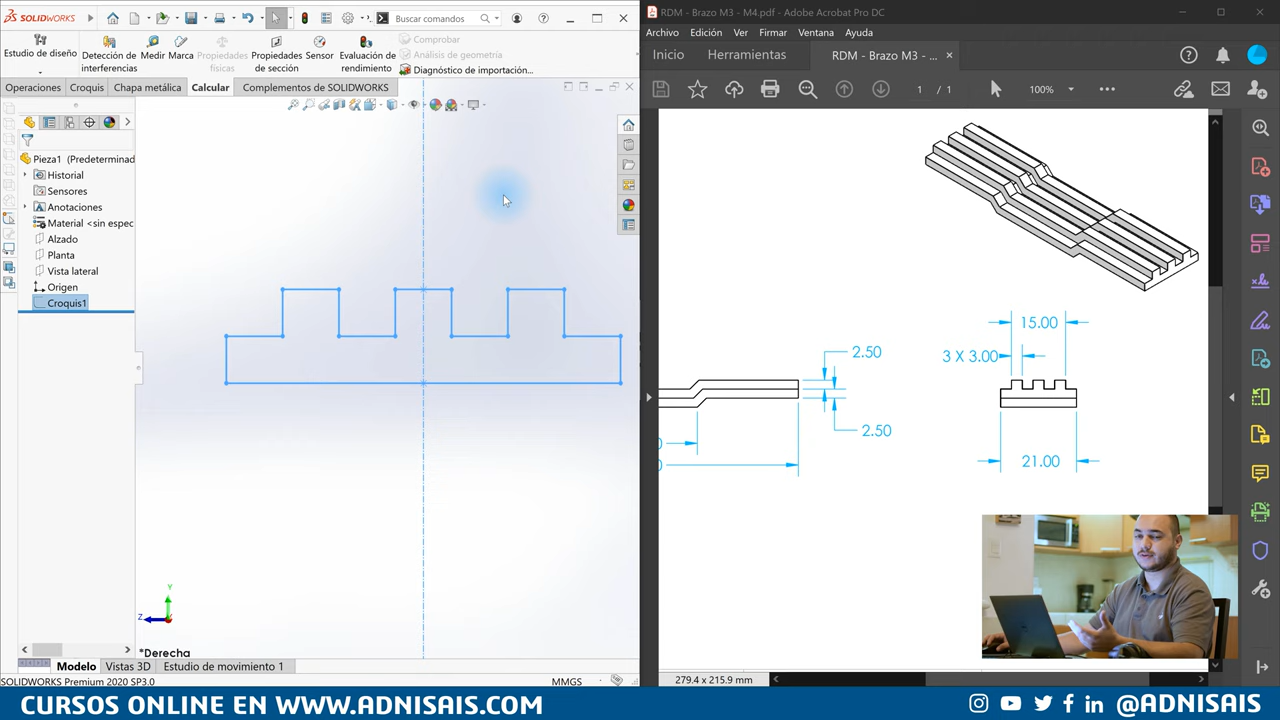 SOLIDWORKS
Buscar comandos
Estudio de diseño
Detección de interferencias
Medir
Marca
Propiedades físicas
Propiedades de sección
Sensor
Evaluación de rendimiento
Comprobar
Análisis de geometría
Diagnóstico de importación...
Operaciones
Croquis
Chapa metálica
Calcular
Complementos de SOLIDWORKS
Pieza1 (Predeterminad
Historial
Sensores
Anotaciones
Material <sin espec
Alzado
Planta
Vista lateral
Origen
Croquis1
Y
Z
*Derecha
Modelo
Vistas 3D
Estudio de movimiento 1
SOLIDWORKS Premium 2020 SP3.0
MMGS
RDM - Brazo M3 - M4.pdf - Adobe Acrobat Pro DC
Archivo Edición Ver Firmar Ventana Ayuda
Inicio
Herramientas
RDM - Brazo M3 - ...
1 / 1
100%
15.00
3 X 3.00
2.50
2.50
21.00
0
0
279.4 x 215.9 mm
CURSOS ONLINE EN WWW.ADNISAIS.COM
@ADNISAIS